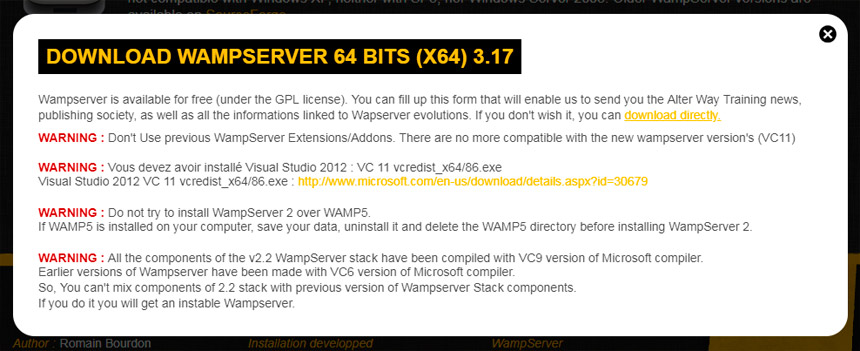 not compatible with Windows XP, neither with SP3, nor Windows Server 2003. Older WampServer versions are
available on SourceForge.
DOWNLOAD WAMPSERVER 64 BITS (X64) 3.17
Wampserver is available for free (under the GPL license). You can fill up this form that will enable us to send you the Alter Way Training news,
publishing society, as well as all the informations linked to Wapserver evolutions. If you don't wish it, you can download directly.
WARNING : Don't Use previous WampServer Extensions/Addons. There are no more compatible with the new wampserver version's (VC11)
WARNING : Vous devez avoir installé Visual Studio 2012 : VC 11 vcredist_x64/86.exe
Visual Studio 2012 VC 11 vcredist_x64/86.exe : http://www.microsoft.com/en-us/download/details.aspx?id=30679
WARNING : Do not try to install WampServer 2 over WAMP5.
If WAMP5 is installed on your computer, save your data, uninstall it and delete the WAMP5 directory before installing WampServer 2.
WARNING : All the components of the v2.2 WampServer stack have been compiled with VC9 version of Microsoft compiler.
Earlier versions of Wampserver have been made with VC6 version of Microsoft compiler.
So, You can't mix components of 2.2 stack with previous version of Wampserver Stack components.
If you do it you will get an instable Wampserver.
Author : Romain Bourdon Installation developped WampServer